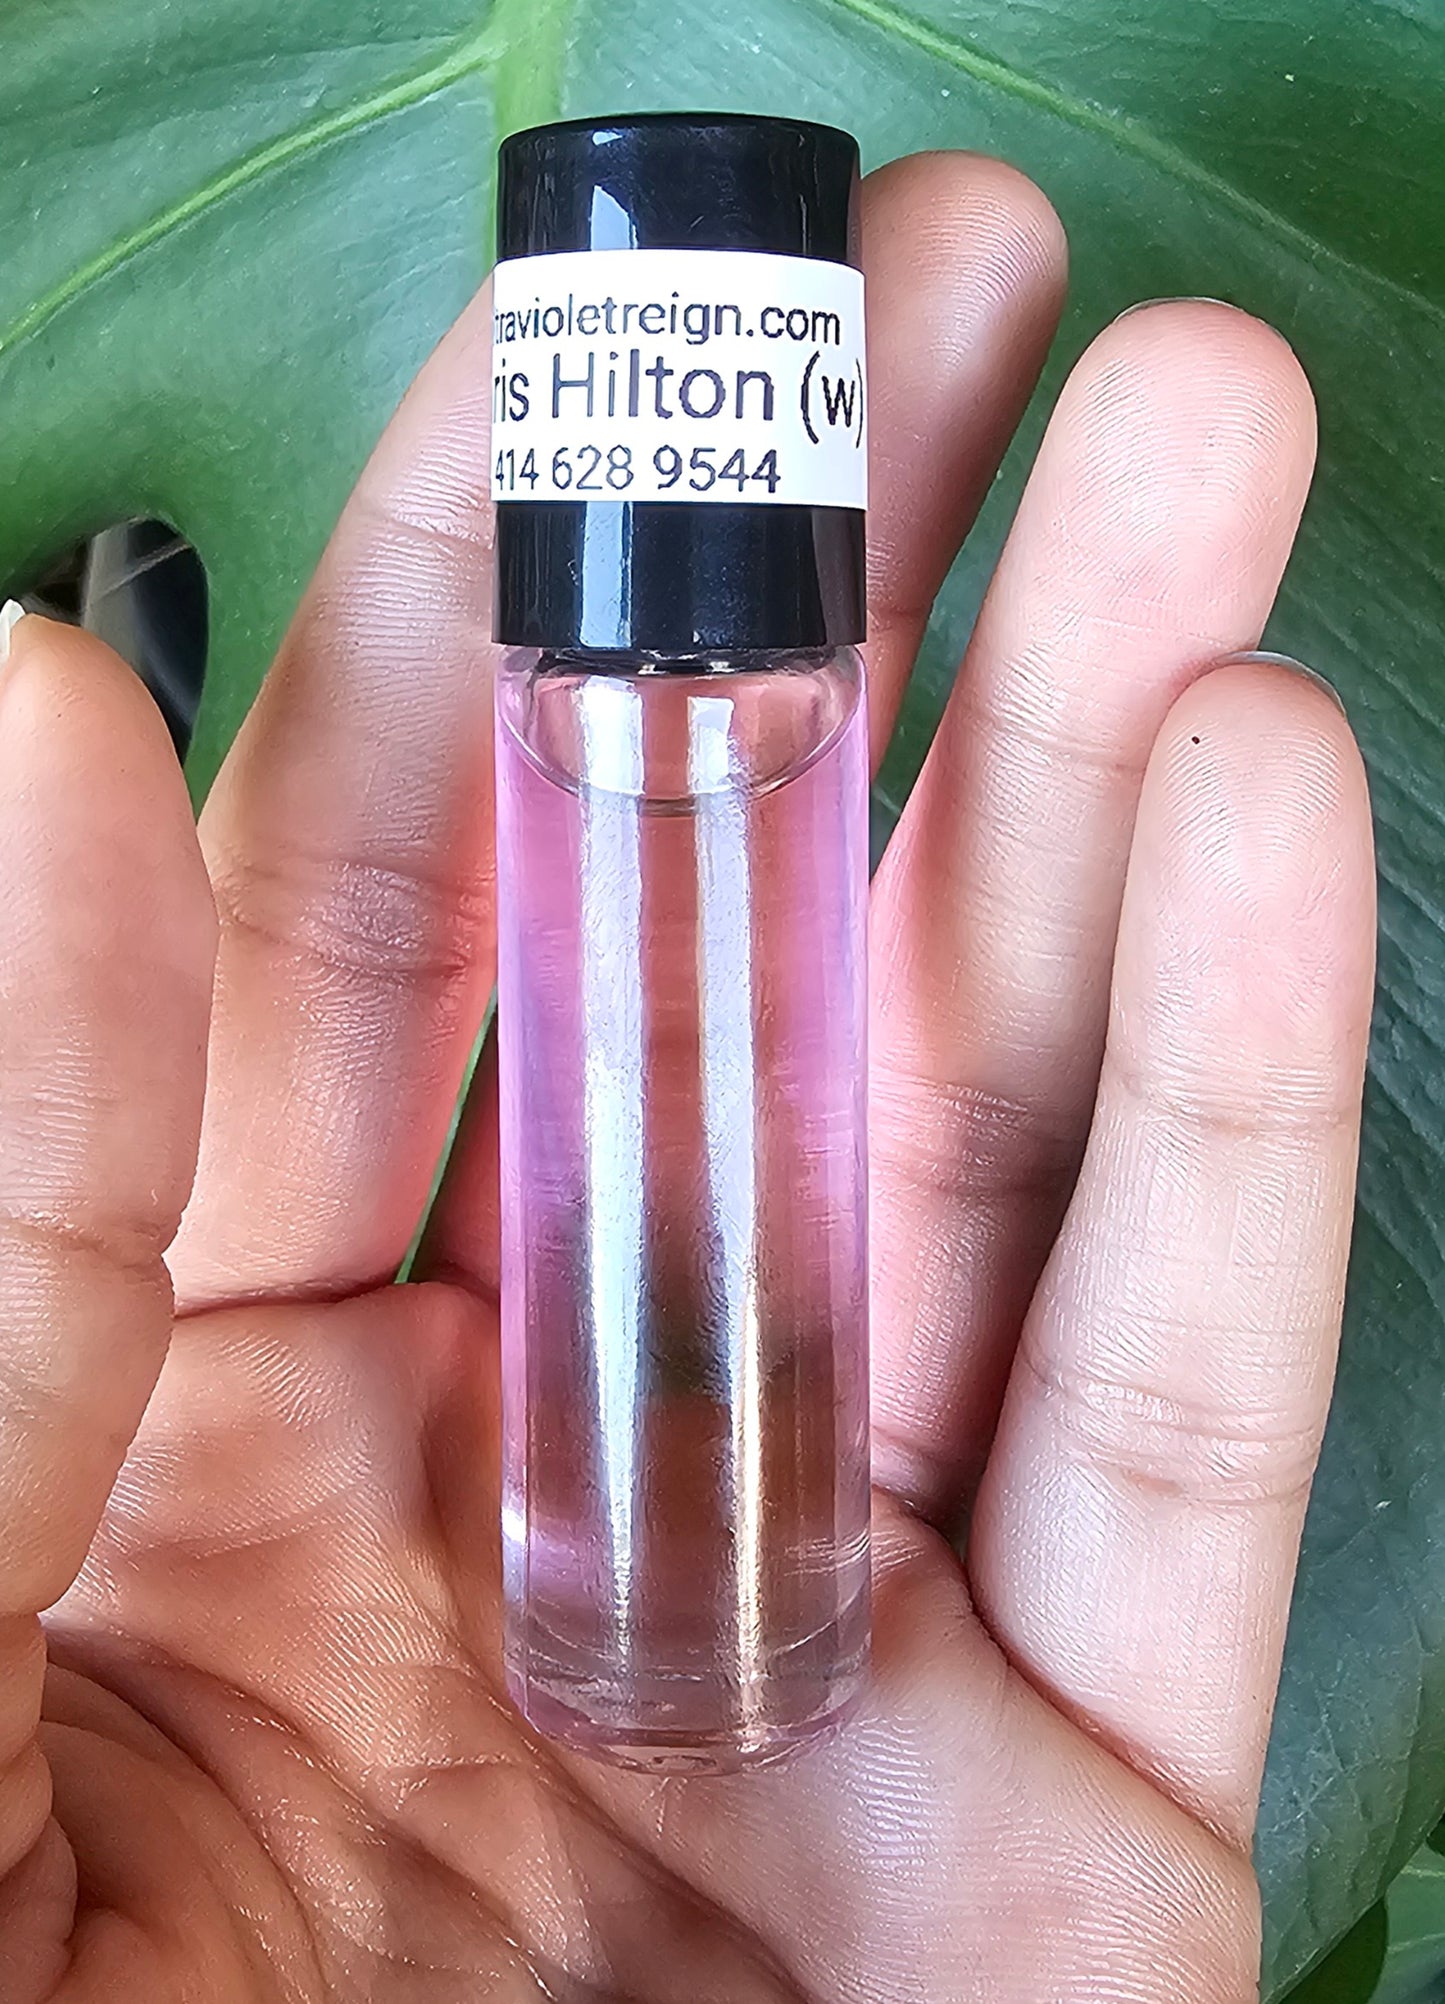 travioletreign.com
ris Hilton (w)
414 628 9544